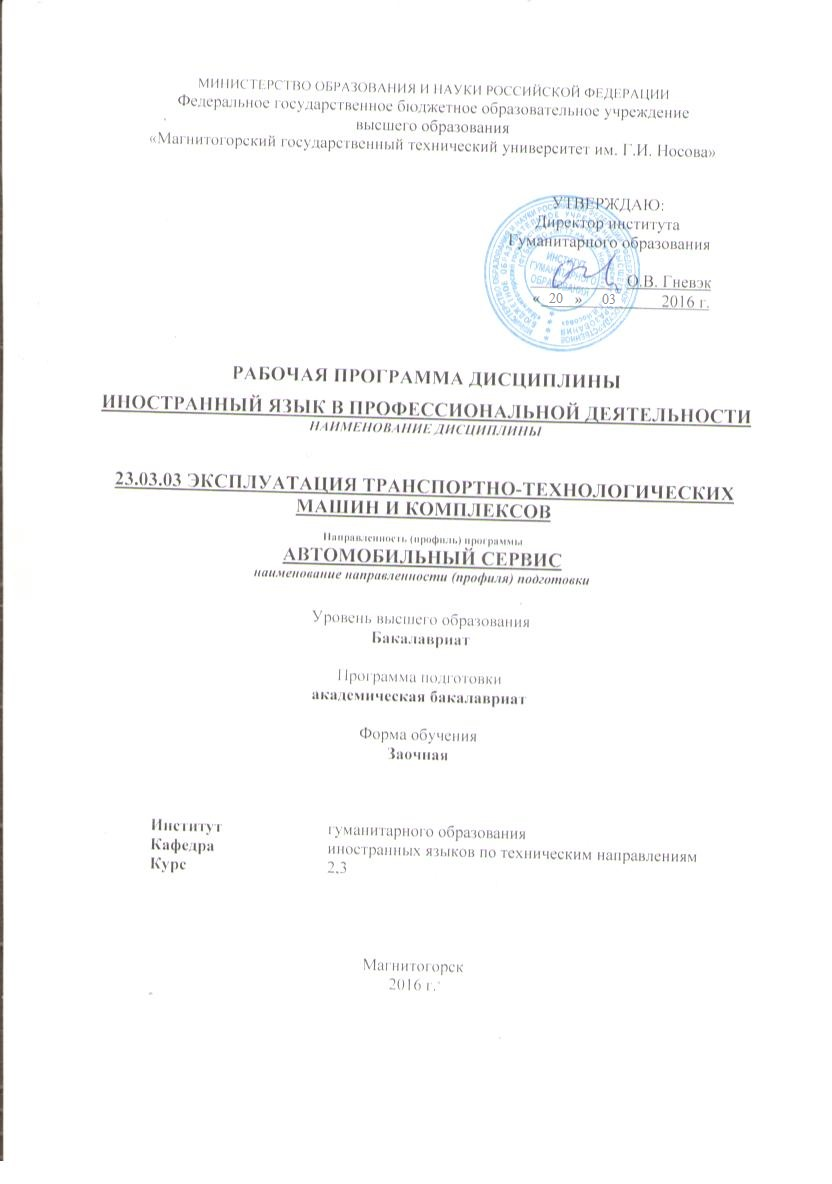 МИНИСТЕРСТВО ОБРАЗОВАНИЯ И НАУКИ РОССИЙСКОЙ ФЕДЕРАЦИИ
Федеральное государственное бюджетное образовательное учреждение
высшего образования
«Магнитогорский государственный технический университет им. Г.И. Носова»
УТВЕРЖДАЮ:
Директор института
Гуманитарного образования
О.В. Гневэк
« 20 » 03 2016 г.
ИНСТИТУТ
ГУМАНИТАРНОГО
ОБРАЗОВАНИЯ
РАБОЧАЯ ПРОГРАММА ДИСЦИПЛИНЫ
ИНОСТРАННЫЙ ЯЗЫК В ПРОФЕССИОНАЛЬНОЙ ДЕЯТЕЛЬНОСТИ
НАИМЕНОВАНИЕ ДИСЦИПЛИНЫ
23.03.03 ЭКСПЛУАТАЦИЯ ТРАНСПОРТНО-ТЕХНОЛОГИЧЕСКИХ
МАШИН И КОМПЛЕКСОВ
Направленность (профиль) программы
АВТОМОБИЛЬНЫЙ СЕРВИС
наименование направленности (профиля) подготовки
Уровень высшего образования
Бакалавриат
Программа подготовки
академическая бакалавриат
Форма обучения
Заочная
Институт гуманитарного образования
Кафедра иностранных языков по техническим направлениям
Курс 2,3
Магнитогорск
2016 г.